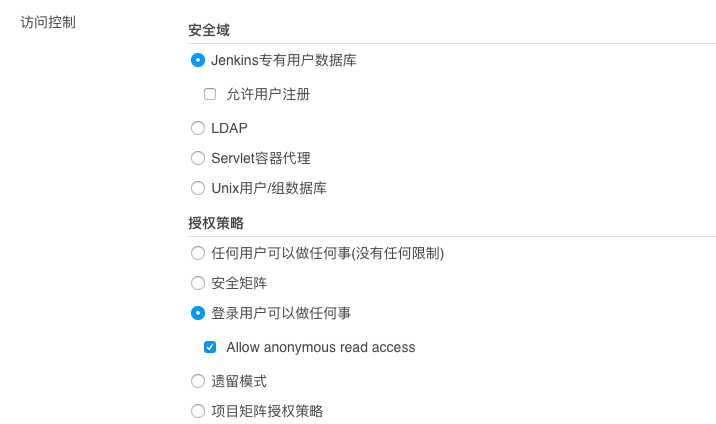 访问控制
安全域
Jenkins专有用户数据库
允许用户注册
LDAP
Servlet容器代理
Unix用户/组数据库
授权策略
任何用户可以做任何事(没有任何限制)
安全矩阵
登录用户可以做任何事
Allow anonymous read access
遗留模式
项目矩阵授权策略